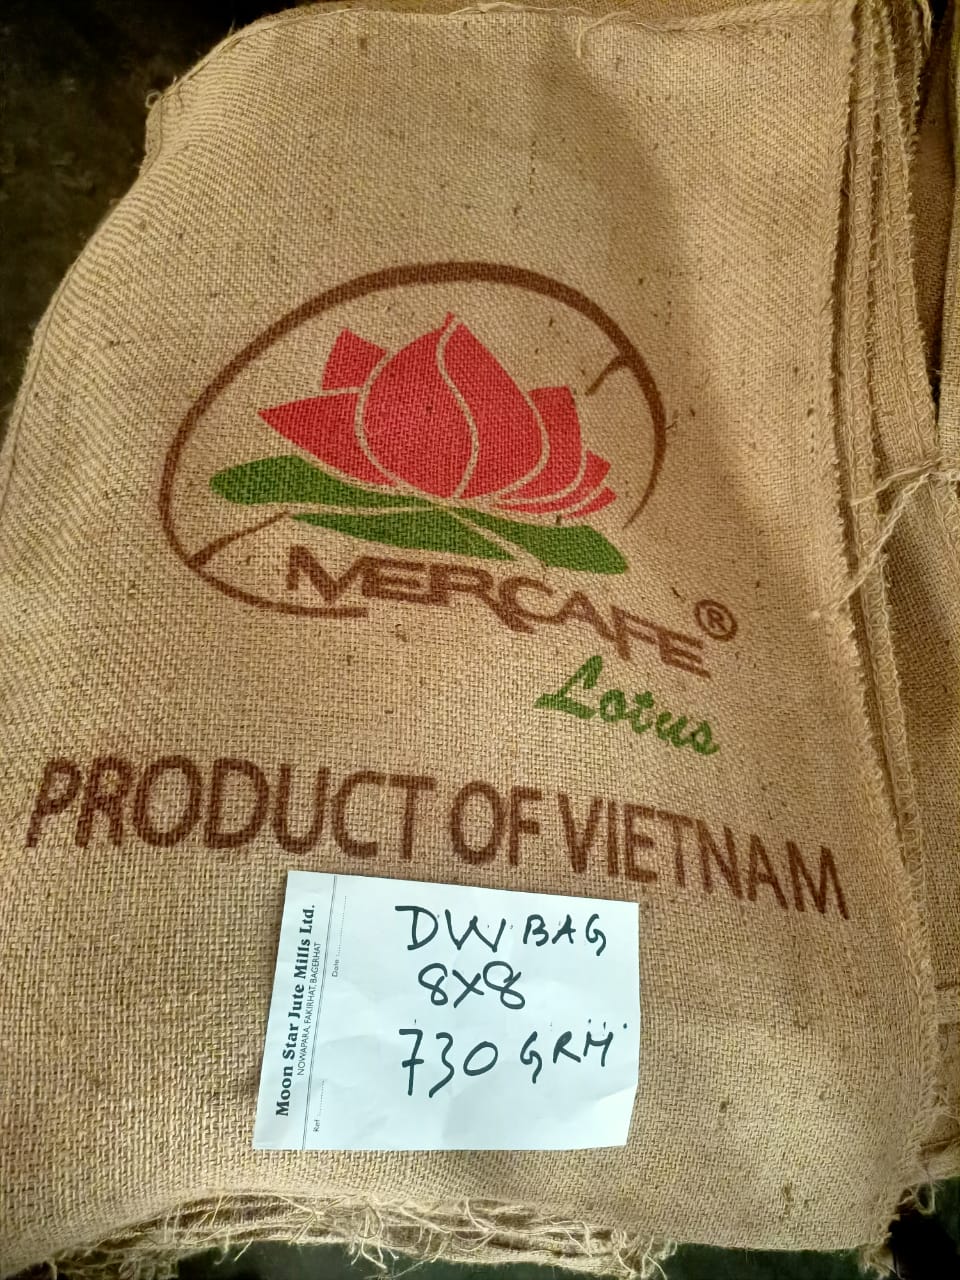 MERCAFE®
Lotus
PRODUCT OF VIETNAM
Moon Star Jute Mills Ltd.
NOWAPARA, FAKIRHAT, BAGERHAT
Ref ..........
Date :..............
DW BAG
8X8
730 GRM